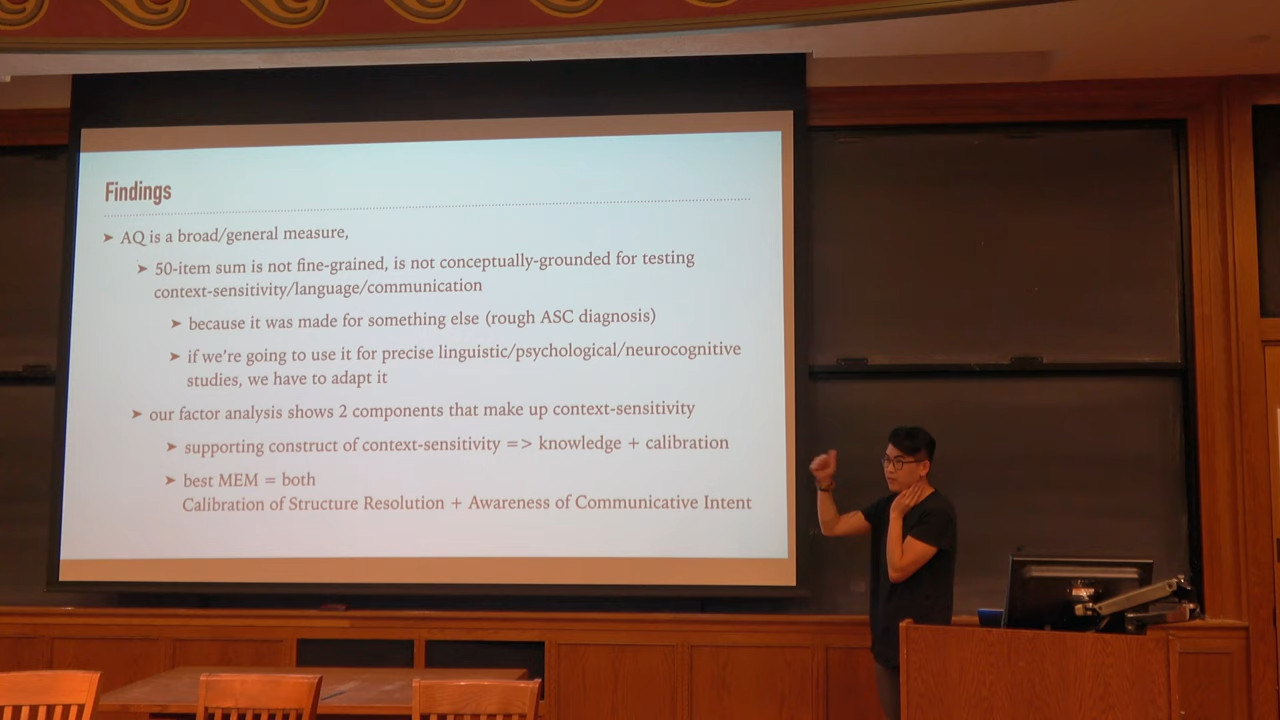 Findings
➤ AQ is a broad/general measure,
➤ 50-item sum is not fine-grained, is not conceptually-grounded for testing
context-sensitivity/language/communication
➤ because it was made for something else (rough ASC diagnosis)
➤ if we're going to use it for precise linguistic/psychological/neurocognitive
studies, we have to adapt it
➤ our factor analysis shows 2 components that make up context-sensitivity
➤ supporting construct of context-sensitivity => knowledge + calibration
➤ best MEM = both
Calibration of Structure Resolution + Awareness of Communicative Intent